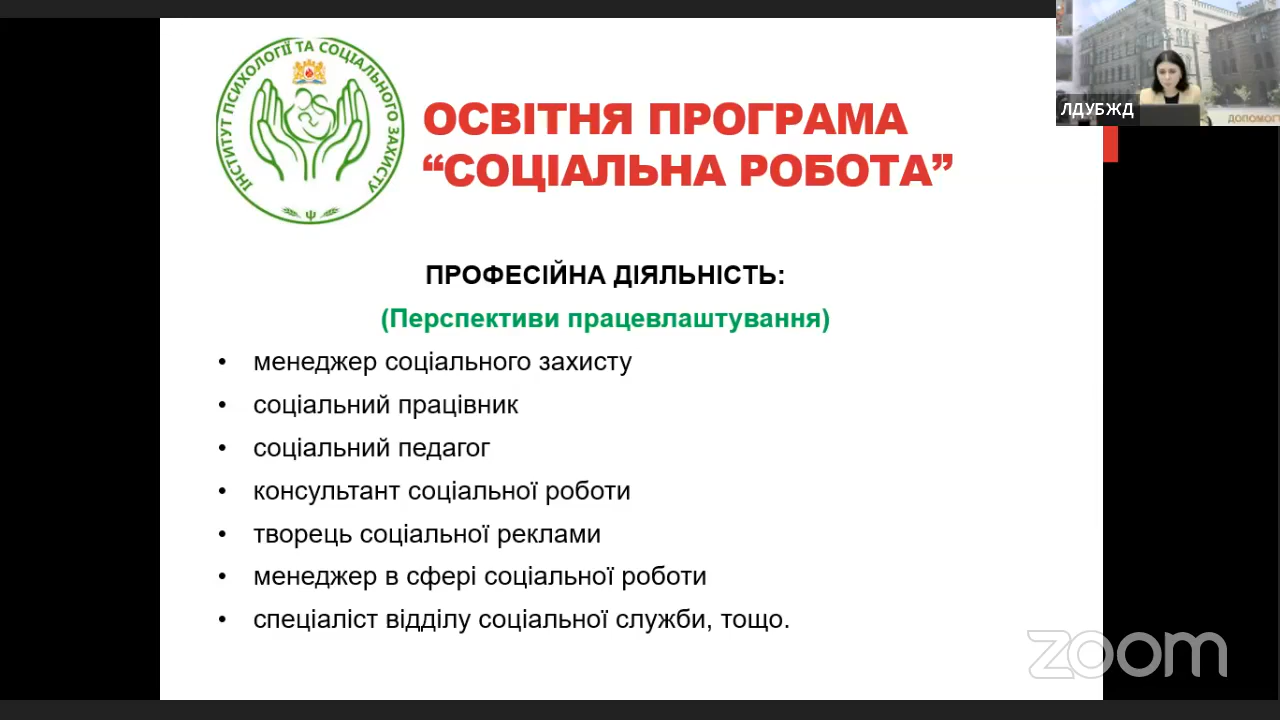 ІНСТИТУТ ПСИХОЛОГІЇ ТА СОЦІАЛЬНОГО ЗАХИСТУ
ОСВІТНЯ ПРОГРАМА
“СОЦІАЛЬНА РОБОТА”
ЛДУБЖД
ДОПОМОГ
ПРОФЕСІЙНА ДІЯЛЬНІСТЬ:
(Перспективи працевлаштування)
• менеджер соціального захисту
• соціальний працівник
• соціальний педагог
• консультант соціальної роботи
• творець соціальної реклами
• менеджер в сфері соціальної роботи
• спеціаліст відділу соціальної служби, тощо.
zoom